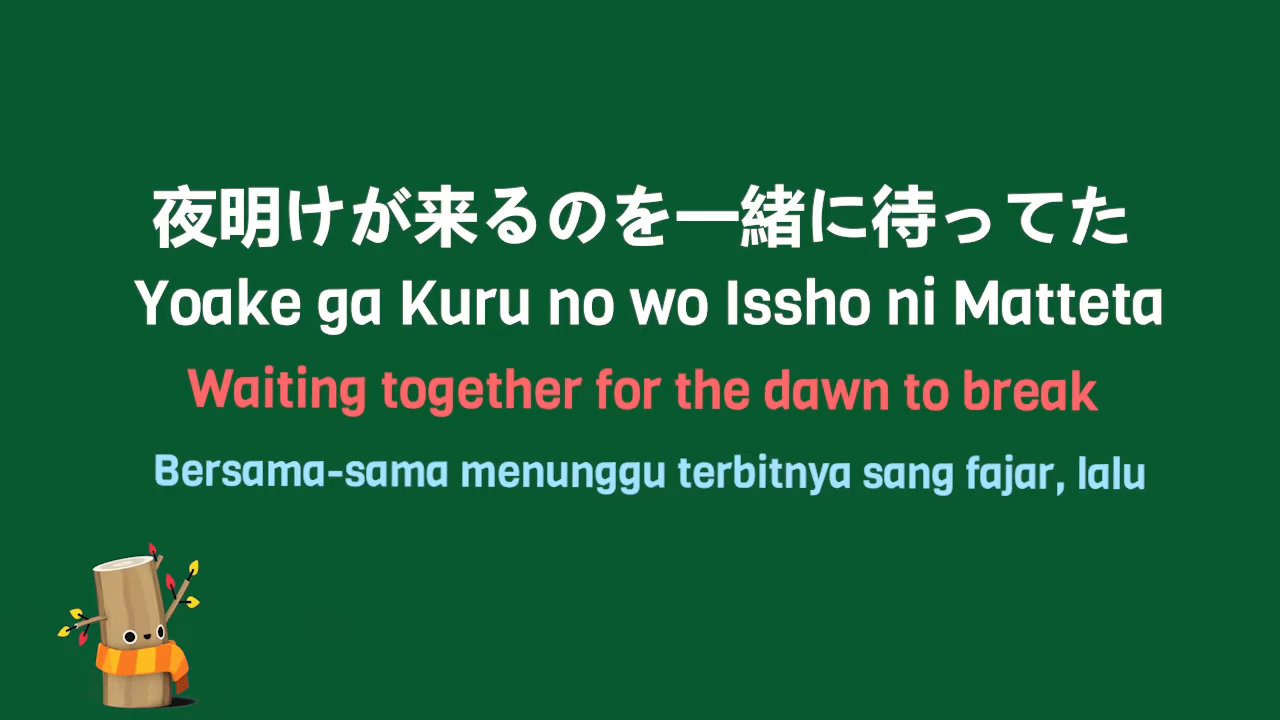 夜明けが来るのを一緒に待ってた
Yoake ga Kuru no wo Issho ni Matteta
Waiting together for the dawn to break
Bersama-sama menunggu terbitnya sang fajar, lalu